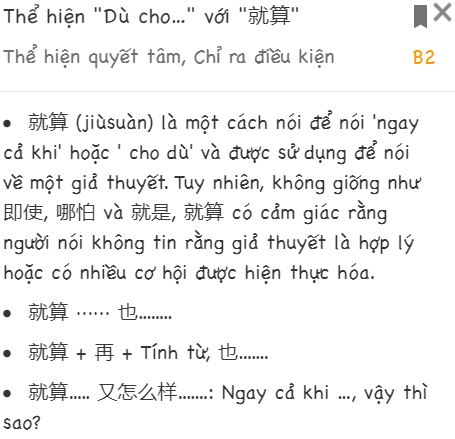 Thể hiện "Dù cho..." với "就算"
Thể hiện quyết tâm, Chỉ ra điều kiện B2
• 就算 (jiùsuàn) là một cách nói để nói 'ngay
cả khi' hoặc ' cho dù' và được sử dụng để nói
về một giả thuyết. Tuy nhiên, không giống như
即使, 哪怕 và 就是, 就算 có cảm giác rằng
người nói không tin rằng giả thuyết là hợp lý
hoặc có nhiều cơ hội được hiện thực hóa.
• 就算 …… 也........
• 就算 + 再 + Tính từ, 也.......
• 就算..... 又怎么样.......: Ngay cả khi ..., vậy thì
sao?